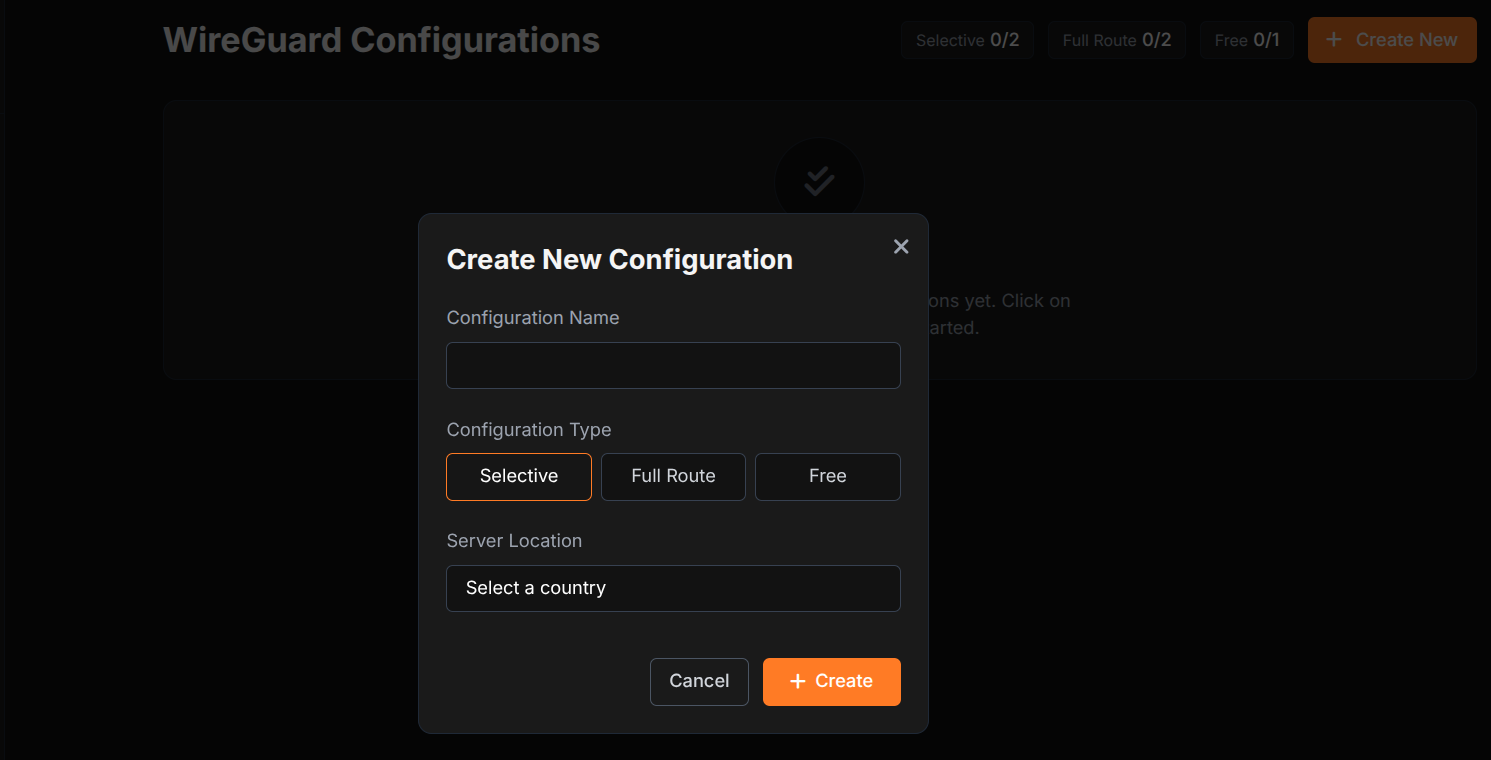 WireGuard Configurations
Selective 0/2
Full Route 0/2
Free 0/1
+ Create New
Create New Configuration
Configuration Name
ons yet. Click on
arted.
Configuration Type
Selective
Full Route
Free
Server Location
Select a country
Cancel
+ Create